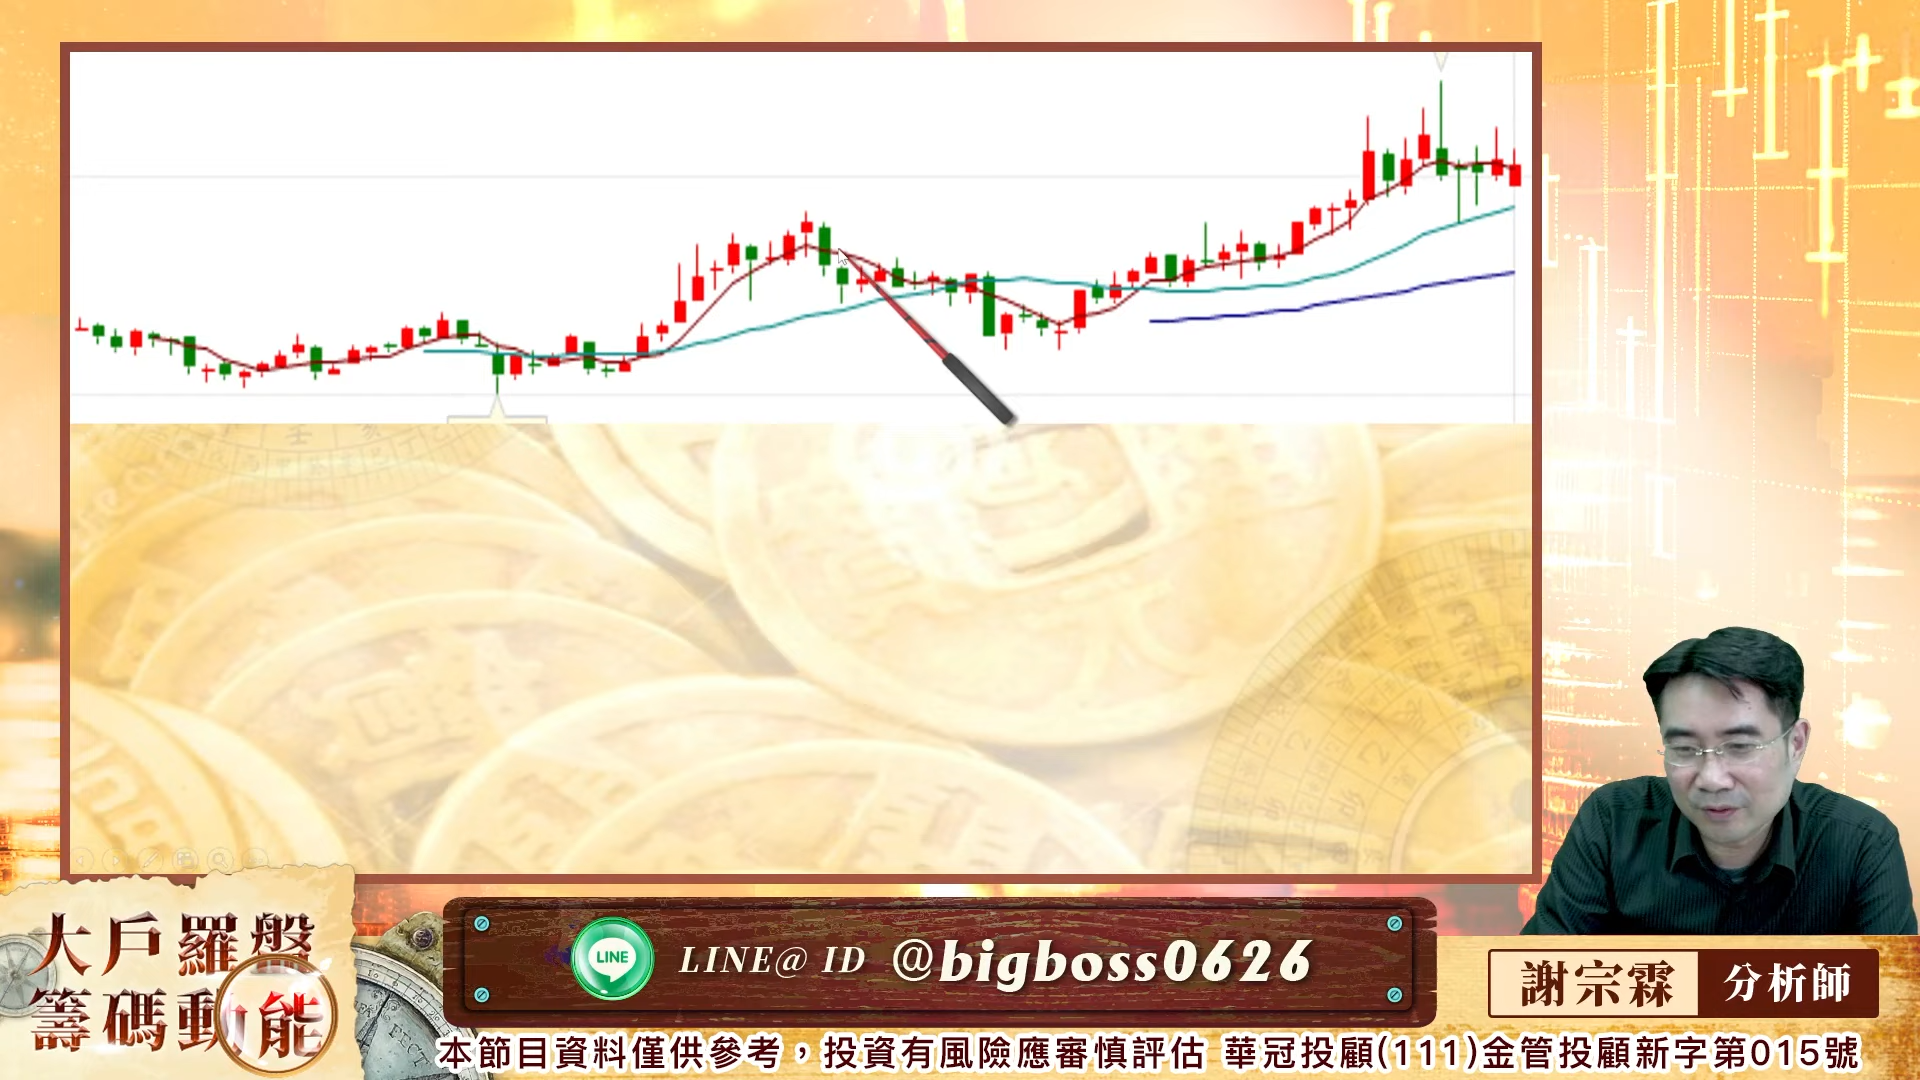 大戶羅盤
籌碼動能
LINE
LINE@ ID @bigboss0626
謝宗霖 分析師
本節目資料僅供參考，投資有風險應審慎評估 華冠投顧(111)金管投顧新字第015號